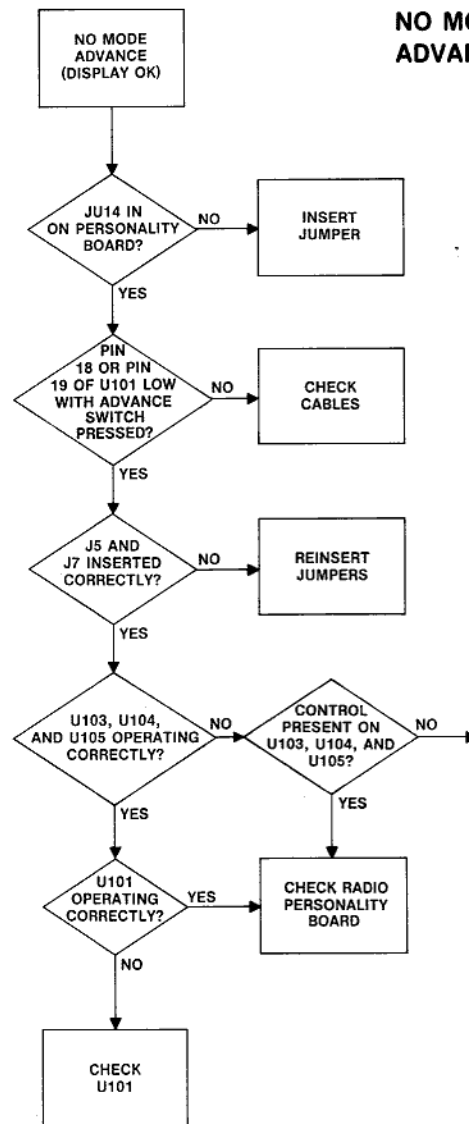 NO MODE
ADVANCE
(DISPLAY OK)
JU14 IN
ON PERSONALITY
BOARD?
NO
INSERT
JUMPER
YES
PIN
18 OR PIN
19 OF U101 LOW
WITH ADVANCE
SWITCH
PRESSED?
NO
CHECK
CABLES
YES
J5 AND
J7 INSERTED
CORRECTLY?
NO
REINSERT
JUMPERS
YES
U103, U104,
AND U105 OPERATING
CORRECTLY?
NO
CONTROL
PRESENT ON
U103, U104, AND
U105?
NO
YES
YES
U101
OPERATING
CORRECTLY?
YES
CHECK RADIO
PERSONALITY
BOARD
NO
CHECK
U101
NO